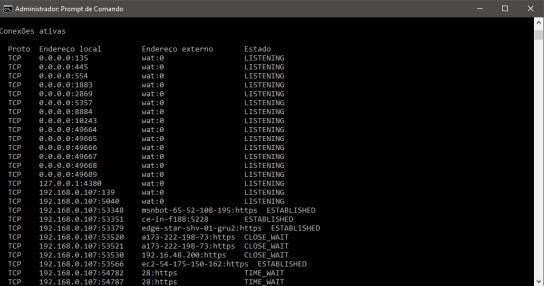 Administrador: Prompt de Comando
Conexões ativas
Proto Endereço local Endereço externo Estado
TCP 0.0.0.0:135 wat:0 LISTENING
TCP 0.0.0.0:445 wat:0 LISTENING
TCP 0.0.0.0:554 wat:0 LISTENING
TCP 0.0.0.0:1883 wat:0 LISTENING
TCP 0.0.0.0:2869 wat:0 LISTENING
TCP 0.0.0.0:5357 wat:0 LISTENING
TCP 0.0.0.0:8884 wat:0 LISTENING
TCP 0.0.0.0:10243 wat:0 LISTENING
TCP 0.0.0.0:49664 wat:0 LISTENING
TCP 0.0.0.0:49665 wat:0 LISTENING
TCP 0.0.0.0:49666 wat:0 LISTENING
TCP 0.0.0.0:49667 wat:0 LISTENING
TCP 0.0.0.0:49668 wat:0 LISTENING
TCP 0.0.0.0:49689 wat:0 LISTENING
TCP 127.0.0.1:4380 wat:0 LISTENING
TCP 192.168.0.107:139 wat:0 LISTENING
TCP 192.168.0.107:5040 wat:0 LISTENING
TCP 192.168.0.107:53348 msnbot-65-52-108-195:https ESTABLISHED
TCP 192.168.0.107:53351 ce-in-f188:5228 ESTABLISHED
TCP 192.168.0.107:53379 edge-star-shv-01-gru2:https ESTABLISHED
TCP 192.168.0.107:53520 a173-222-198-73:https CLOSE_WAIT
TCP 192.168.0.107:53521 a173-222-198-73:https CLOSE_WAIT
TCP 192.168.0.107:53530 192.16.48.200:https CLOSE_WAIT
TCP 192.168.0.107:53566 ec2-54-175-150-162:https ESTABLISHED
TCP 192.168.0.107:54782 28:https TIME_WAIT
TCP 192.168.0.107:54787 28:https TIME_WAIT